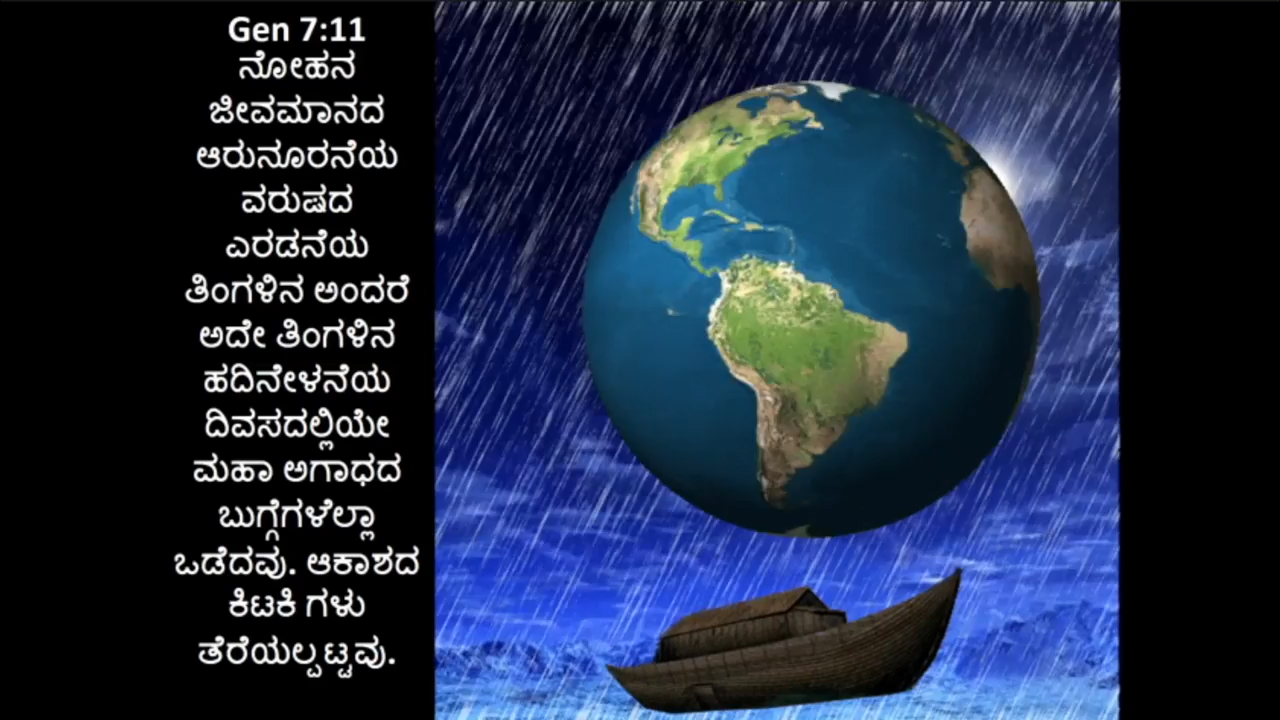 Gen 7:11
ನೋಹನ
ಜೀವಮಾನದ
ಆರುನೂರನೆಯ
ವರುಷದ
ಎರಡನೆಯ
ತಿಂಗಳಿನ ಅಂದರೆ
ಅದೇ ತಿಂಗಳಿನ
ಹದಿನೇಳನೆಯ
ದಿವಸದಲ್ಲಿಯೇ
ಮಹಾ ಅಗಾಧದ
ಬುಗ್ಗೆಗಳೆಲ್ಲಾ
ಒಡೆದವು. ಆಕಾಶದ
ಕಿಟಕಿ ಗಳು
ತೆರೆಯಲ್ಪಟ್ಟವು.